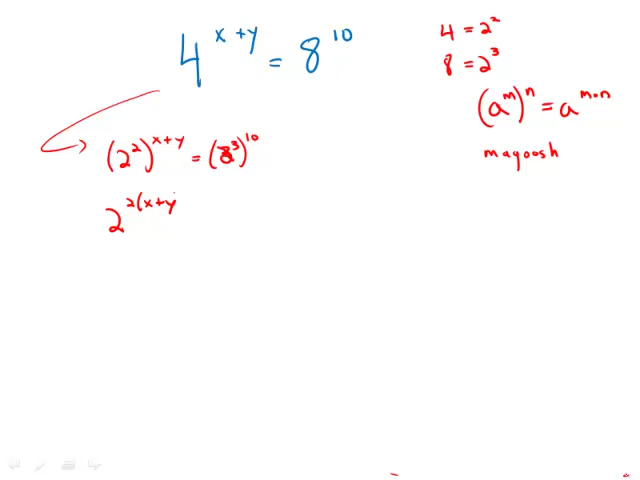 4^{x+y} = 8^{10}
4 = 2^2
8 = 2^3
(a^m)^n = a^{m·n}
magoosh
(2^2)^{x+y} = (2^3)^{10}
2^{2(x+y)}